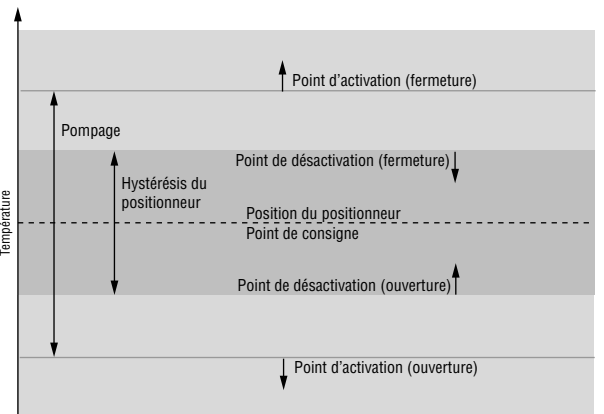 Point d'activation (fermeture)
Pompage
Point de désactivation (fermeture)
Hystérésis du
positionneur
Température
Position du positionneur
Point de consigne
Point de désactivation (ouverture)
Point d'activation (ouverture)